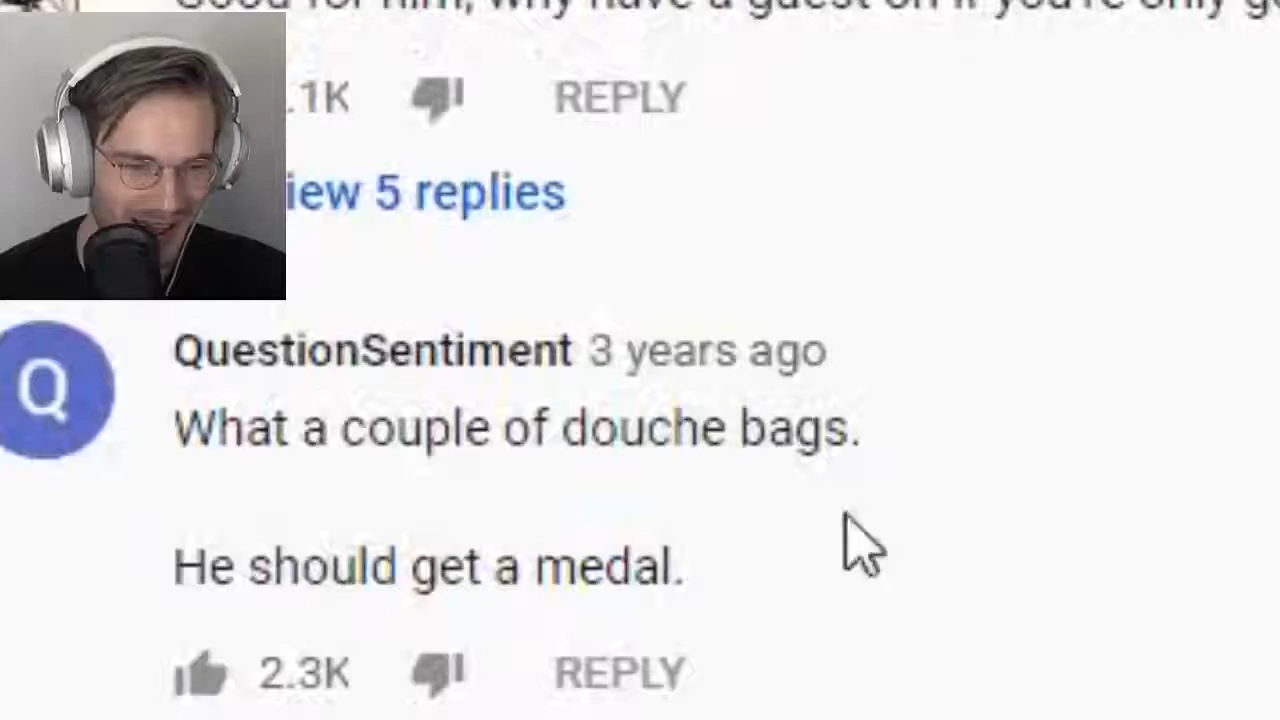 Good for him, why have a guest on if you're only
.1K REPLY
iew 5 replies
Q
QuestionSentiment 3 years ago
What a couple of douche bags.
He should get a medal.
2.3K REPLY